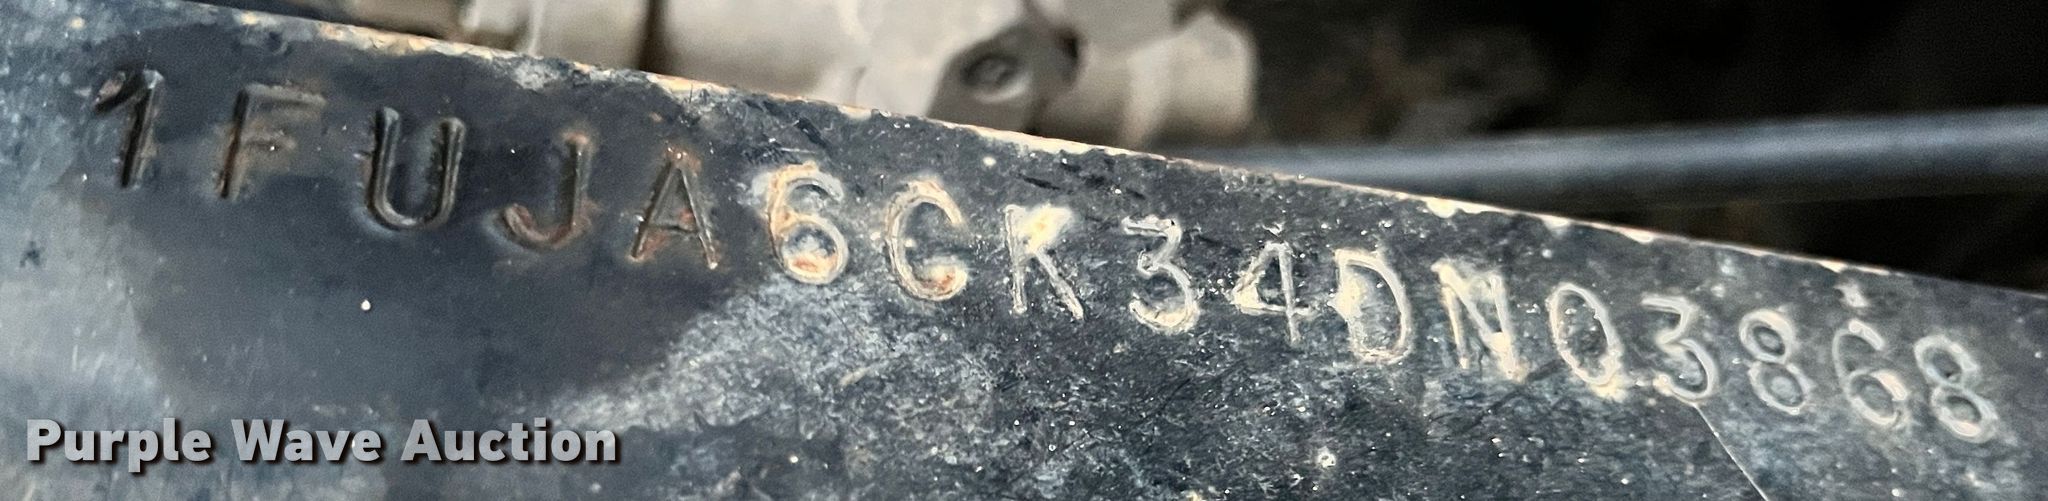 1FUJA6CK34DN03868
Purple Wave Auction